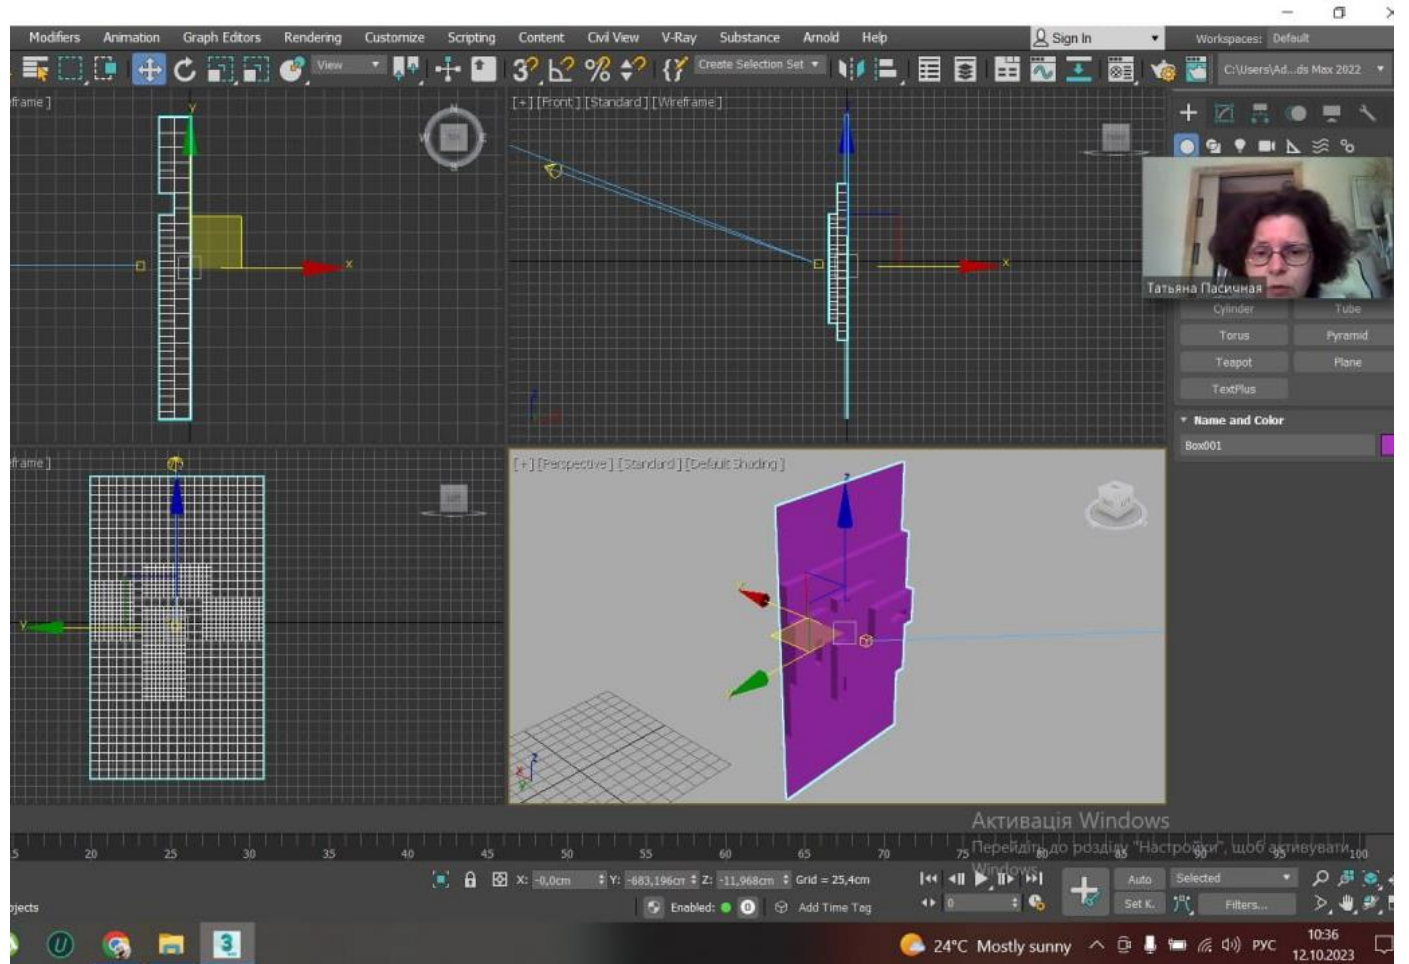 Modifiers Animation Graph Editors Rendering Customize Scripting Content Civil View V-Ray Substance Arnold Help Sign In Workspaces: Default
View Create Selection Set C:\Users\Ad...ds Max 2022
frame ]
[+] [Front] [Standard] [Wireframe]
y
x
x
N
W
E
S
Татьяна Пасичная
Cylinder Tube
Torus Pyramid
Teapot Plane
TextPlus
Name and Color
Box001
frame ]
[+] [Perspective] [Standard] [Default Shading]
z
y
z
x
y
Активація Windows
Перейдіть до розділу "Настройки", щоб активувати
Windows.
5 20 25 30 35 40 45 50 55 60 65 70 75 80 85 90 95 100
X: -0,0cm Y: -683,196cm Z: -11,968cm Grid = 25,4cm Auto Selected
bjects Enabled: 0 Add Time Tag 0 Set K. Filters...
3
24°C Mostly sunny РУС 10:36
12.10.2023